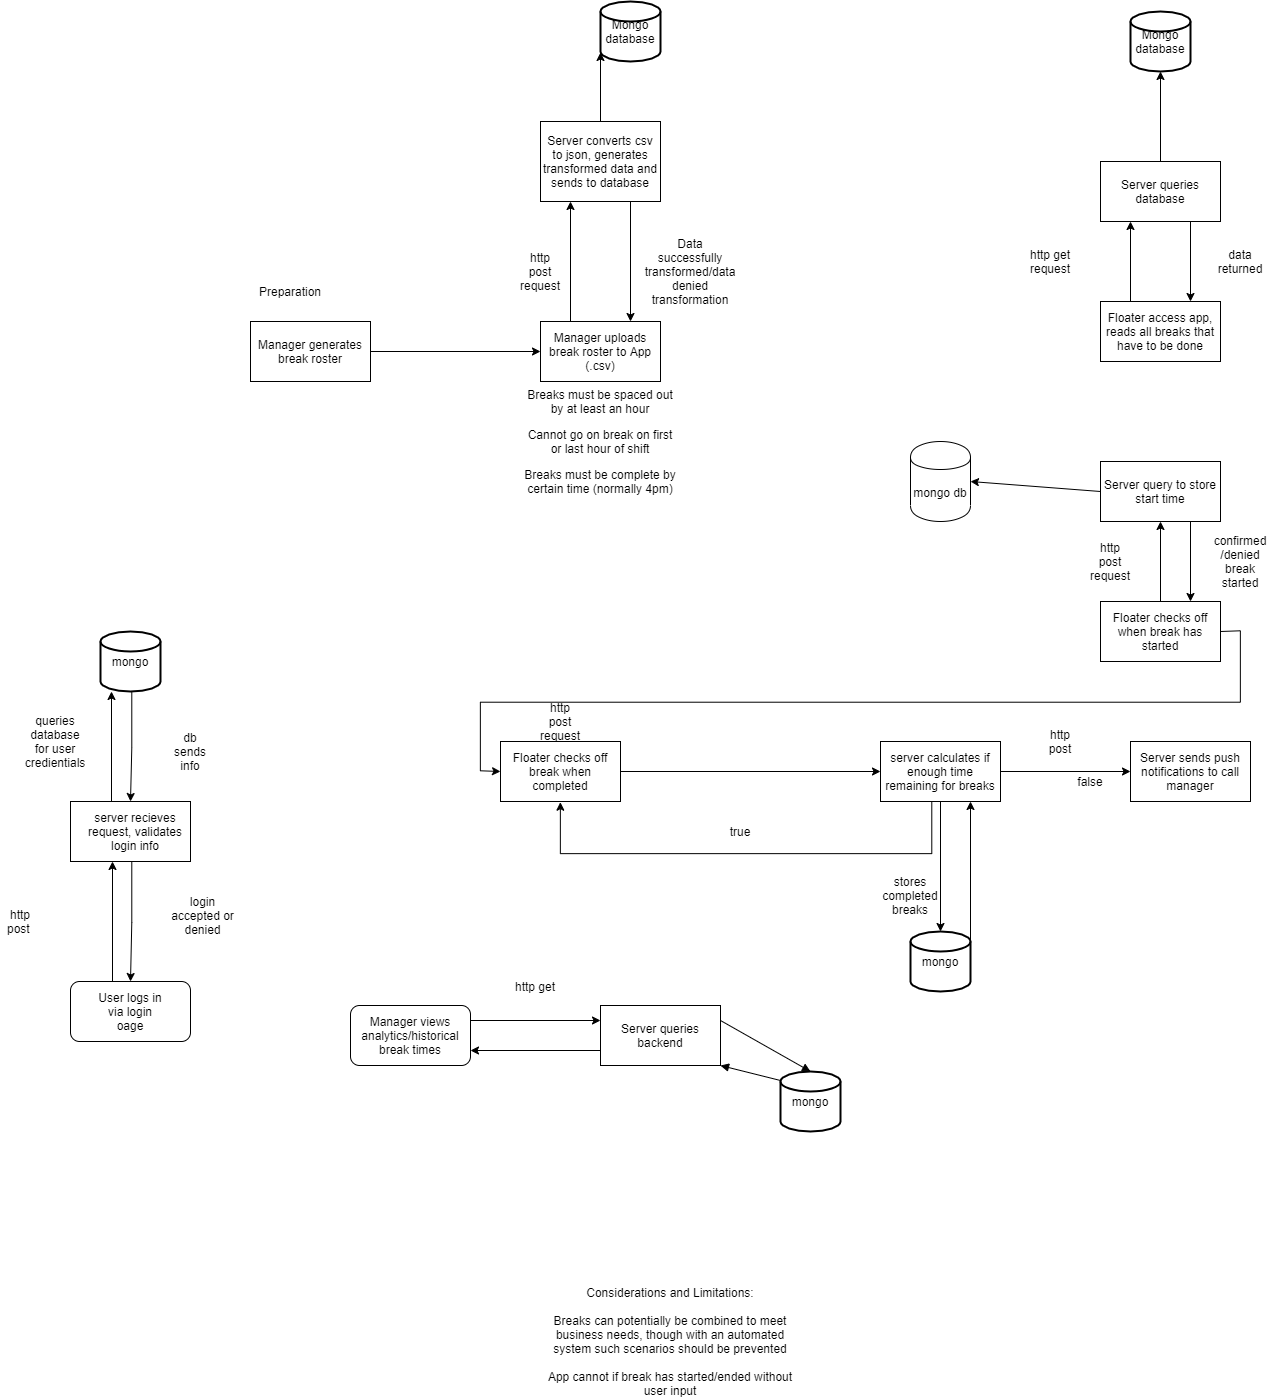 Mongo
database
Mongo
database
Server converts csv
to json, generates
transformed data and
sends to database
Server queries
database
http
post
request
Data
successfully
transformed/data
denied
transformation
http get
request
data
returned
Preparation
Manager generates
break roster
Manager uploads
break roster to App
(.csv)
Floater access app,
reads all breaks that
have to be done
Breaks must be spaced out
by at least an hour
Cannot go on break on first
or last hour of shift
Breaks must be complete by
certain time (normally 4pm)
mongo db
Server query to store
start time
http
post
request
confirmed
/denied
break
started
Floater checks off
when break has
started
mongo
queries
database
for user
credentials
db
sends
info
http
post
request
Floater checks off
break when
completed
server calculates if
enough time
remaining for breaks
http
post
false
Server sends push
notifications to call
manager
true
server recieves
request, validates
login info
stores
completed
breaks
http
post
login
accepted or
denied
mongo
User logs in
via login
oage
http get
Manager views
analytics/historical
break times
Server queries
backend
mongo
Considerations and Limitations:
Breaks can potentially be combined to meet
business needs, though with an automated
system such scenarios should be prevented
App cannot if break has started/ended without
user input